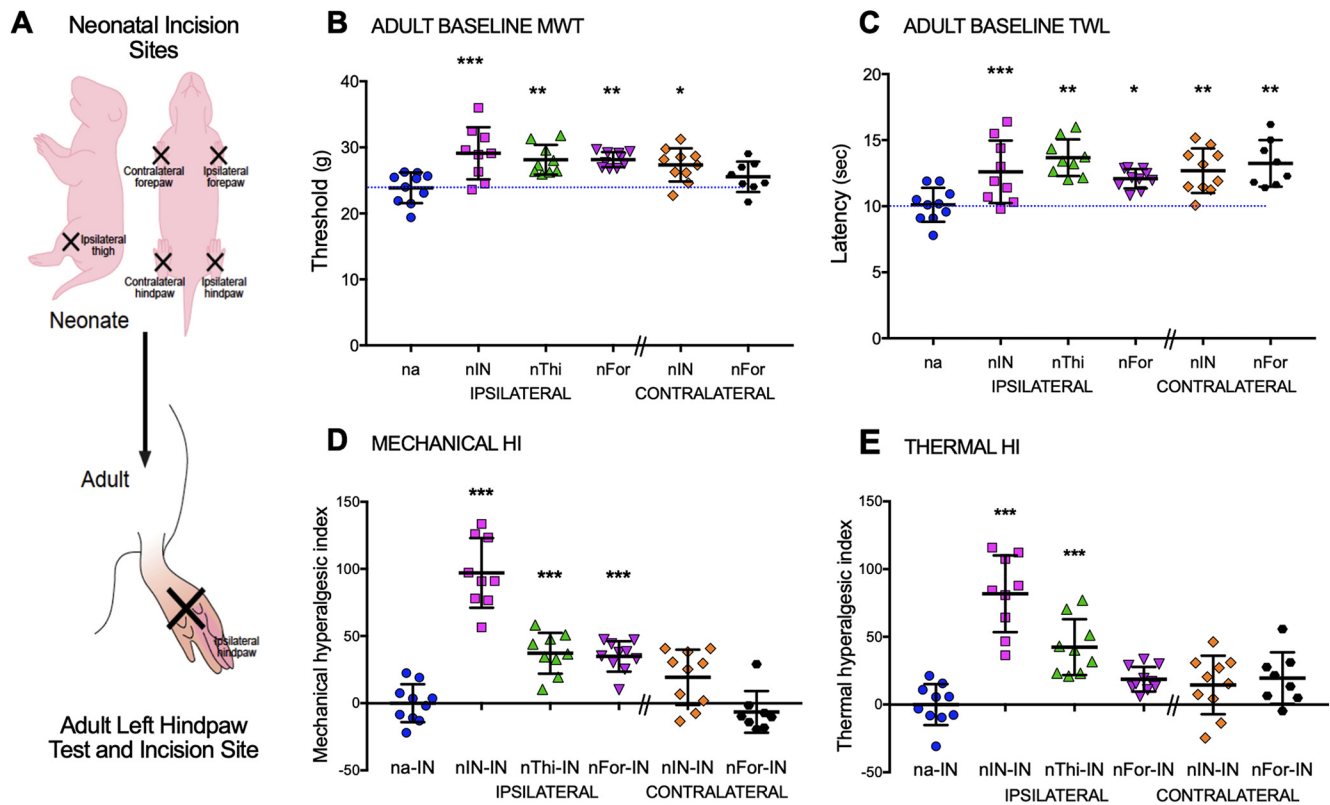 A
Neonatal Incision
Sites
Contralateral
forepaw
Ipsilateral
forepaw
Ipsilateral
thigh
Contralateral
hindpaw
Ipsilateral
hindpaw
Neonate
Adult
Ipsilateral
hindpaw
Adult Left Hindpaw
Test and Incision Site
B ADULT BASELINE MWT
Threshold (g)
40
30
20
10
0
***
**
**
*
na nIN nThi nFor nIN nFor
IPSILATERAL CONTRALATERAL
C ADULT BASELINE TWL
Latency (sec)
20
15
10
5
0
***
**
*
**
**
na nIN nThi nFor nIN nFor
IPSILATERAL CONTRALATERAL
D MECHANICAL HI
Mechanical hyperalgesic index
150
100
50
0
-50
***
***
***
na-IN nIN-IN nThi-IN nFor-IN nIN-IN nFor-IN
IPSILATERAL CONTRALATERAL
E THERMAL HI
Thermal hyperalgesic index
150
100
50
0
-50
***
***
na-IN nIN-IN nThi-IN nFor-IN nIN-IN nFor-IN
IPSILATERAL CONTRALATERAL